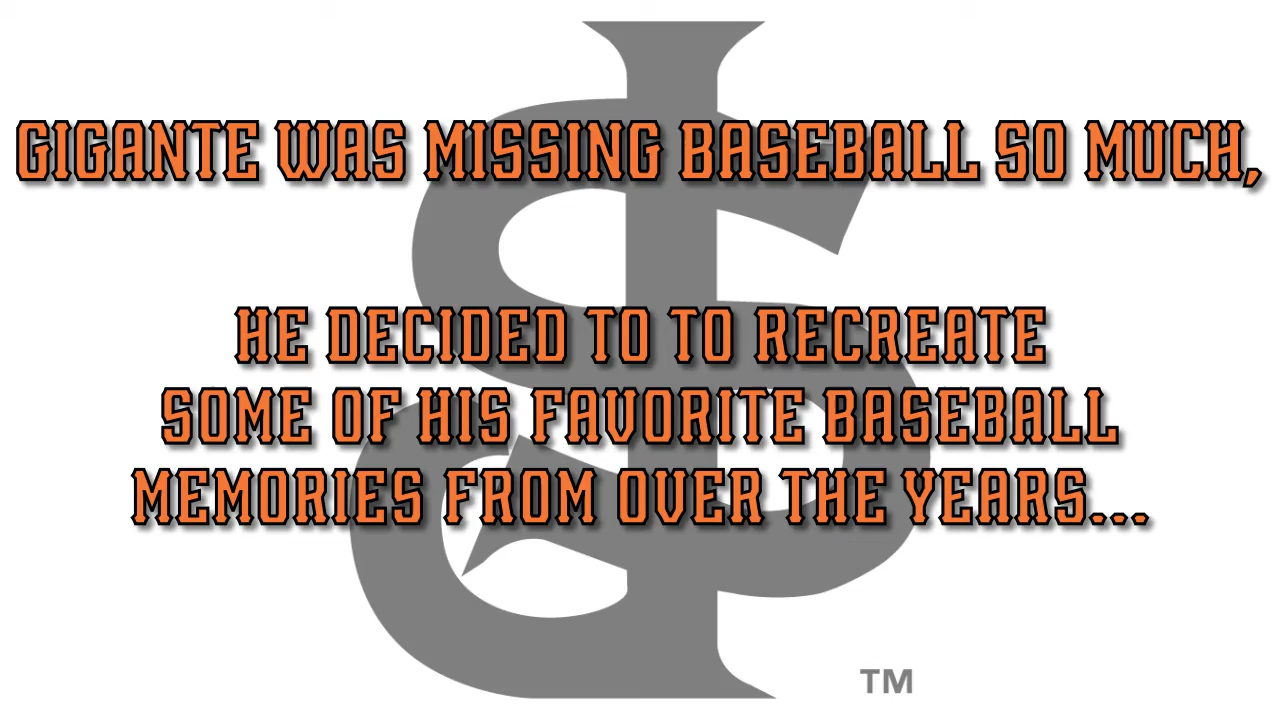 GIGANTE WAS MISSING BASEBALL SO MUCH,
HE DECIDED TO TO RECREATE
SOME OF HIS FAVORITE BASEBALL
MEMORIES FROM OVER THE YEARS...
TM